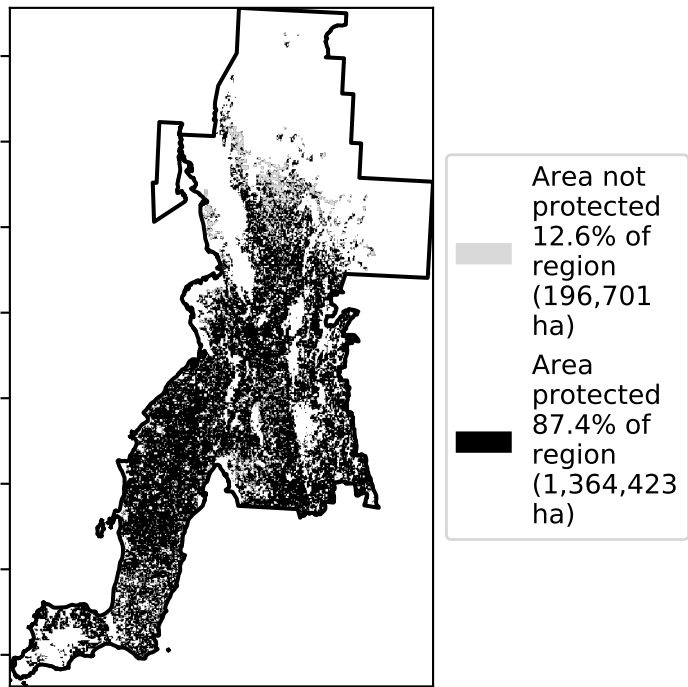 Area not
protected
12.6% of
region
(196,701
ha)
Area
protected
87.4% of
region
(1,364,423
ha)